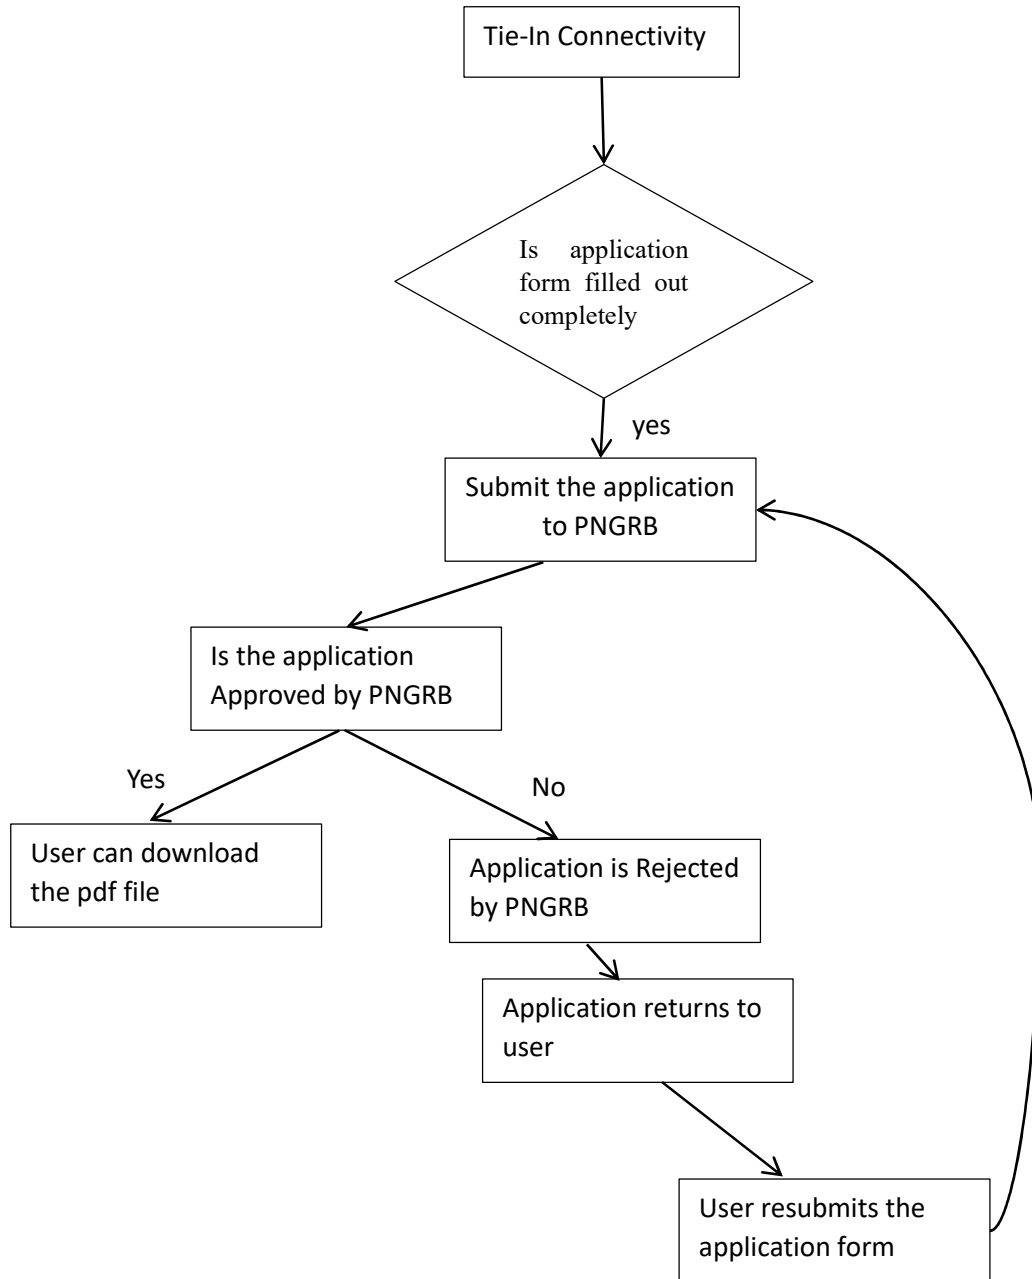 Tie-In Connectivity
Is application
form filled out
completely
yes
Submit the application
to PNGRB
Is the application
Approved by PNGRB
Yes
No
User can download
the pdf file
Application is Rejected
by PNGRB
Application returns to
user
User resubmits the
application form